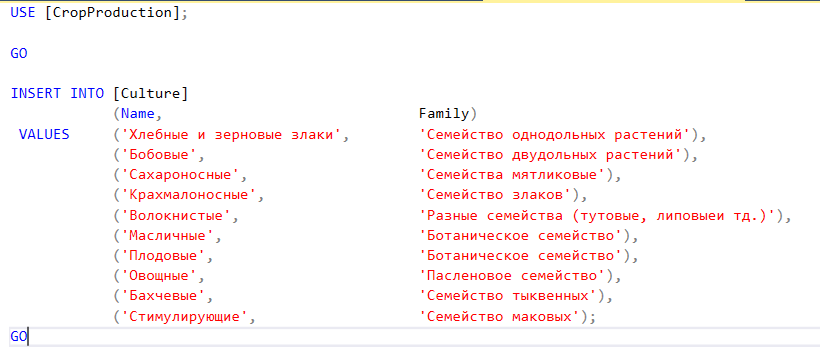 USE [CropProduction];
GO
INSERT INTO [Culture]
(Name, Family)
VALUES ('Хлебные и зерновые злаки', 'Семейство однодольных растений'),
('Бобовые', 'Семейство двудольных растений'),
('Сахароносные', 'Семейства мятликовые'),
('Крахмалоносные', 'Семейство злаков'),
('Волокнистые', 'Разные семейства (тутовые, липовыеи тд.)'),
('Масличные', 'Ботаническое семейство'),
('Плодовые', 'Ботаническое семейство'),
('Овощные', 'Пасленовое семейство'),
('Бахчевые', 'Семейство тыквенных'),
('Стимулирующие', 'Семейство маковых');
GO